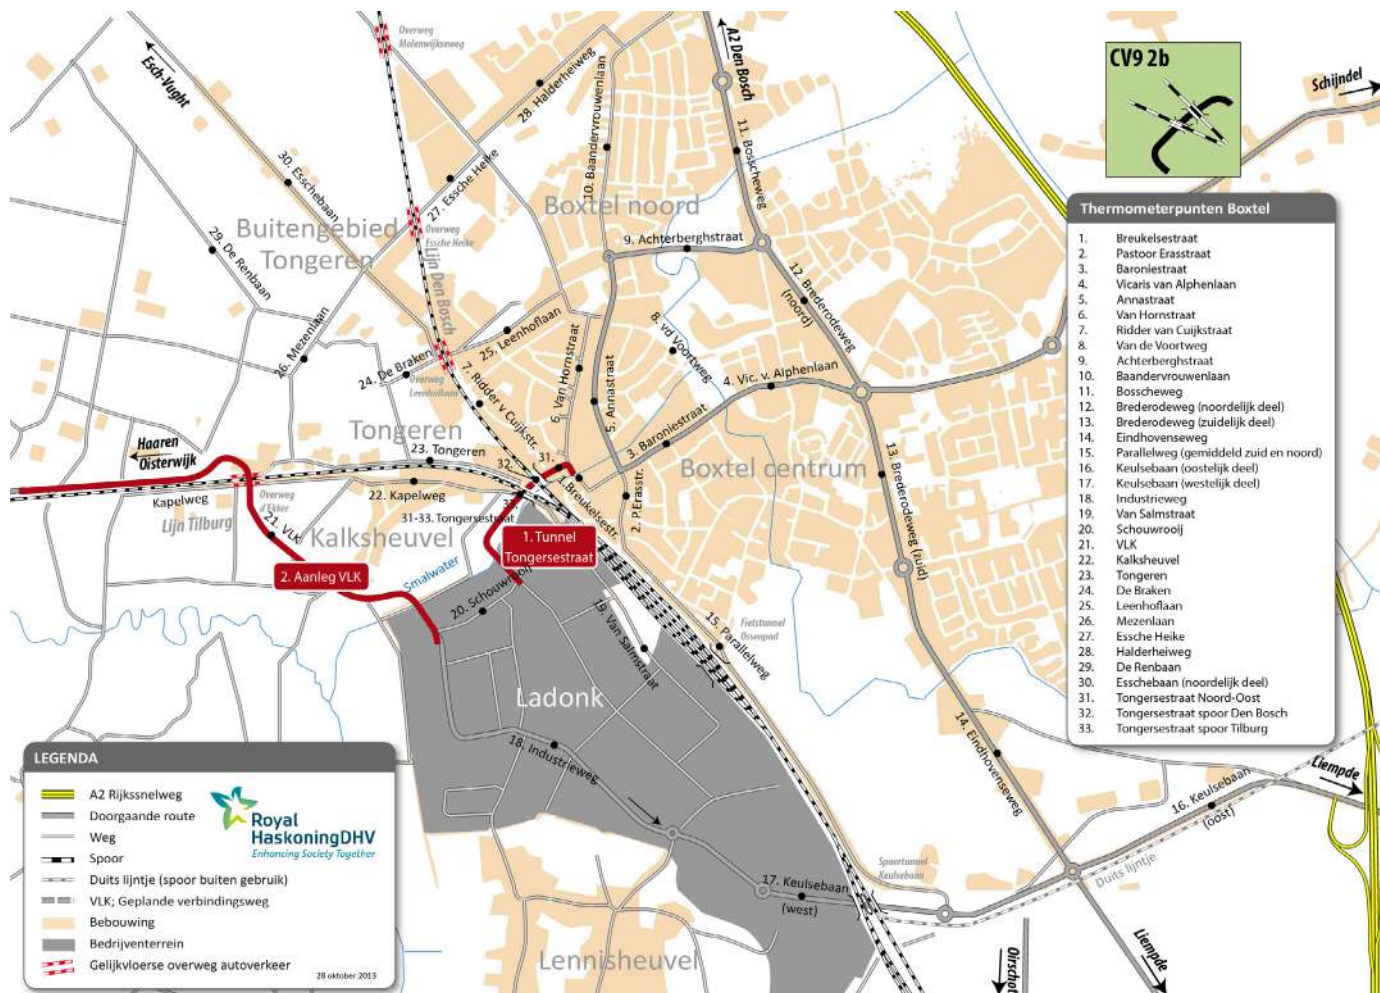 Overweg
Molenwijkseweg
Esch-Vught
28. Halderheiweg
A2 Den Bosch
CV9 2b
Schijndel
30. Esschebaan
27. Essche Heike
10. Baandervrouwenlaan
11. Bosscheweg
Buitengebied
Tongeren
Overweg
Essche Heike
Boxtel noord
9. Achterberghstraat
29. De Renbaan
Lijn Den Bosch
12. Brederodeweg
(noord)
26. Mezenlaan
25. Leenhoflaan
8. vd Voortweg
24. De Braken
Overweg
Leenhoflaan
7. Ridder v Cuijkstr.
6. Van Hornstraat
5. Annastraat
4. Vic. v. Alphenlaan
Haaren
Oisterwijk
Tongeren
23. Tongeren
32.
31.
3. Baroniestraat
Boxtel centrum
13. Brederodeweg (zuid)
Kapelweg
Lijn Tilburg
Overweg
d'Ekker
22. Kapelweg
33.
1. Breukelsestr.
2. P.Erasstr.
21. VLK
Kalksheuvel
31-33. Tongersestraat
1. Tunnel
Tongersestraat
2. Aanleg VLK
Smalwater
20. Schouwrooij
19. Van Salmstraat
15. Parallelweg
Fietstunnel
Ossenpad
Ladonk
18. Industrieweg
14. Eindhovenseweg
17. Keulsebaan
(west)
Spoortunnel
Keulsebaan
16. Keulsebaan
(oost)
Duits lijntje
Liempde
Liempde
Oirschot
Lennisheuvel
Thermometerpunten Boxtel
1. Breukelsestraat
2. Pastoor Erasstraat
3. Baroniestraat
4. Vicaris van Alphenlaan
5. Annastraat
6. Van Hornstraat
7. Ridder van Cuijkstraat
8. Van de Voortweg
9. Achterberghstraat
10. Baandervrouwenlaan
11. Bosscheweg
12. Brederodeweg (noordelijk deel)
13. Brederodeweg (zuidelijk deel)
14. Eindhovenseweg
15. Parallelweg (gemiddeld zuid en noord)
16. Keulsebaan (oostelijk deel)
17. Keulsebaan (westelijk deel)
18. Industrieweg
19. Van Salmstraat
20. Schouwrooij
21. VLK
22. Kalksheuvel
23. Tongeren
24. De Braken
25. Leenhoflaan
26. Mezenlaan
27. Essche Heike
28. Halderheiweg
29. De Renbaan
30. Esschebaan (noordelijk deel)
31. Tongersestraat Noord-Oost
32. Tongersestraat spoor Den Bosch
33. Tongersestraat spoor Tilburg
LEGENDA
A2 Rijkssnelweg
Doorgaande route
Weg
Spoor
Duits lijntje (spoor buiten gebruik)
VLK; Geplande verbindingsweg
Bebouwing
Bedrijventerrein
Gelijkvloerse overweg autoverkeer
Royal
HaskoningDHV
Enhancing Society Together
28 oktober 2013